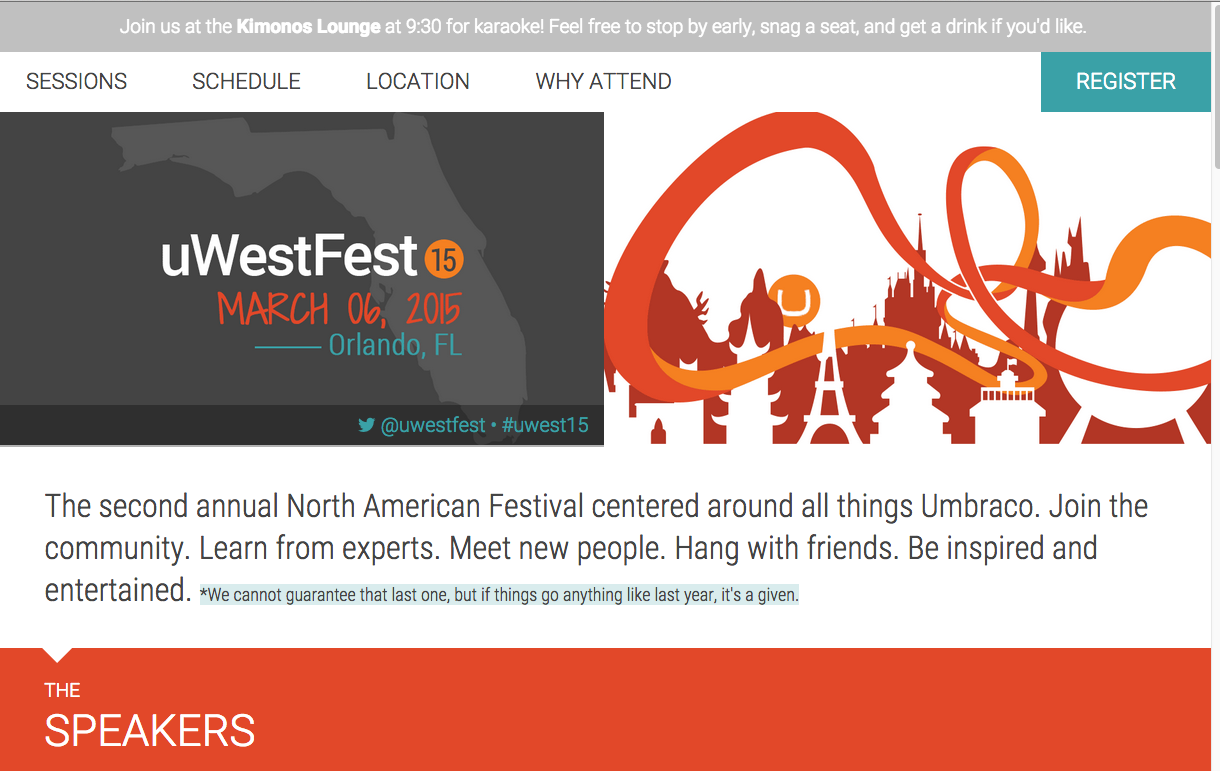 Join us at the Kimonos Lounge at 9:30 for karaoke! Feel free to stop by early, snag a seat, and get a drink if you'd like.
SESSIONS SCHEDULE LOCATION WHY ATTEND REGISTER
uWestFest 15
MARCH 06, 2015
Orlando, FL
@uwestfest • #uwest15
The second annual North American Festival centered around all things Umbraco. Join the
community. Learn from experts. Meet new people. Hang with friends. Be inspired and
entertained. *We cannot guarantee that last one, but if things go anything like last year, it's a given.
THE
SPEAKERS